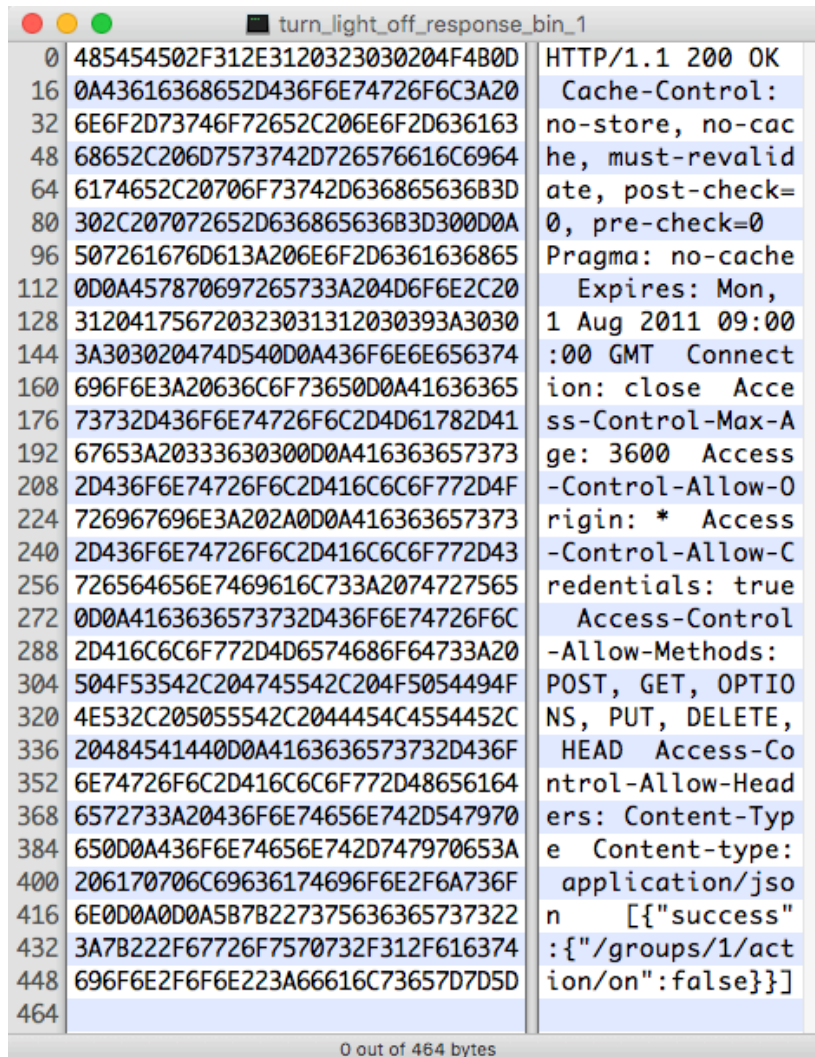 turn_light_off_response_bin_1
0 485454502F312E3120323030204F4B0D HTTP/1.1 200 OK
16 0A43616368652D436F6E74726F6C3A20 Cache-Control:
32 6E6F2D73746F72652C206E6F2D636163 no-store, no-cac
48 68652C206D7573742D726576616C6964 he, must-revalid
64 6174652C20706F73742D636865636B3D ate, post-check=
80 302C207072652D636865636B3D300D0A 0, pre-check=0
96 507261676D613A206E6F2D6361636865 Pragma: no-cache
112 0D0A457870697265733A204D6F6E2C20 Expires: Mon,
128 312041756720323031312030393A3030 1 Aug 2011 09:00
144 3A303020474D540D0A436F6E6E656374 :00 GMT  Connect
160 696F6E3A20636C6F73650D0A41636365 ion: close  Acce
176 73732D436F6E74726F6C2D4D61782D41 ss-Control-Max-A
192 67653A20333630300D0A416363657373 ge: 3600  Access
208 2D436F6E74726F6C2D416C6C6F772D4F -Control-Allow-O
224 726967696E3A202A0D0A416363657373 rigin: *  Access
240 2D436F6E74726F6C2D416C6C6F772D43 -Control-Allow-C
256 726564656E7469616C733A2074727565 redentials: true
272 0D0A4163636573732D436F6E74726F6C Access-Control
288 2D416C6C6F772D4D6574686F64733A20 -Allow-Methods:
304 504F53542C204745542C204F5054494F POST, GET, OPTIO
320 4E532C205055542C2044454C4554452C NS, PUT, DELETE,
336 20484541440D0A4163636573732D436F HEAD  Access-Co
352 6E74726F6C2D416C6C6F772D48656164 ntrol-Allow-Head
368 6572733A20436F6E74656E742D547970 ers: Content-Typ
384 650D0A436F6E74656E742D747970653A e  Content-type:
400 206170706C69636174696F6E2F6A736F application/jso
416 6E0D0A0D0A5B7B227375636365737322 n    [{"success"
432 3A7B222F67726F7570732F312F616374 :{"/groups/1/act
448 696F6E2F6F6E223A66616C73657D7D5D ion/on":false}}]
464
0 out of 464 bytes